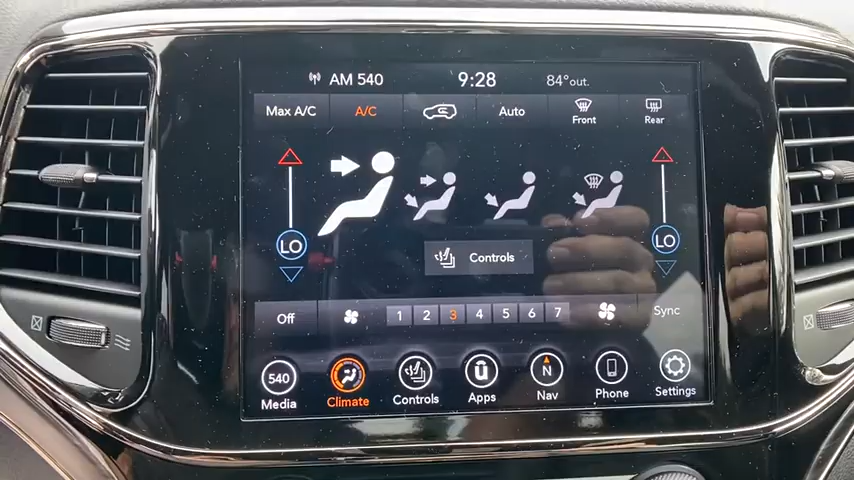 AM 540 9:28 84°out.
Max A/C A/C Auto Front Rear
LO LO
Controls
Off 1 2 3 4 5 6 7 Sync
540 N
Media Climate Controls Apps Nav Phone Settings